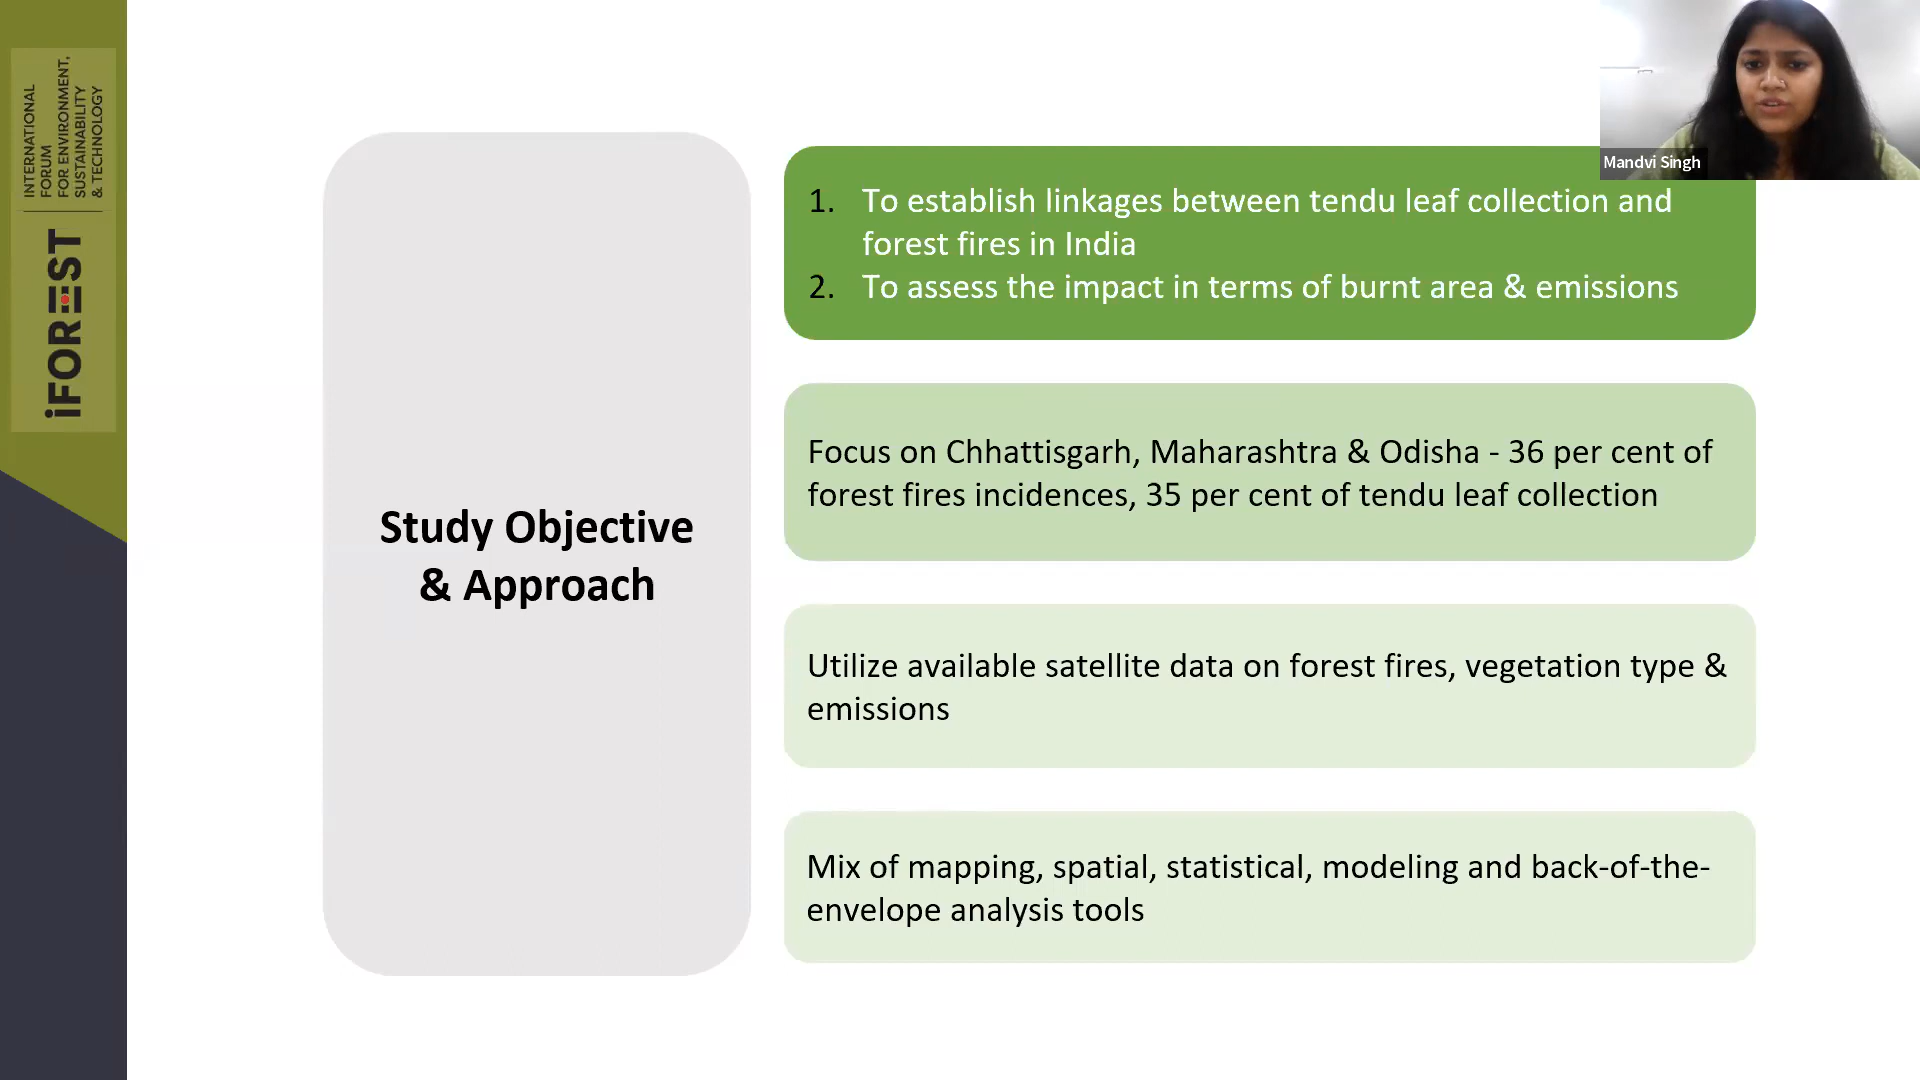 INTERNATIONAL
FORUM
FOR ENVIRONMENT,
SUSTAINABILITY
& TECHNOLOGY
iFOREST
Mandvi Singh
Study Objective
& Approach
1. To establish linkages between tendu leaf collection and
forest fires in India
2. To assess the impact in terms of burnt area & emissions
Focus on Chhattisgarh, Maharashtra & Odisha - 36 per cent of
forest fires incidences, 35 per cent of tendu leaf collection
Utilize available satellite data on forest fires, vegetation type &
emissions
Mix of mapping, spatial, statistical, modeling and back-of-the-
envelope analysis tools